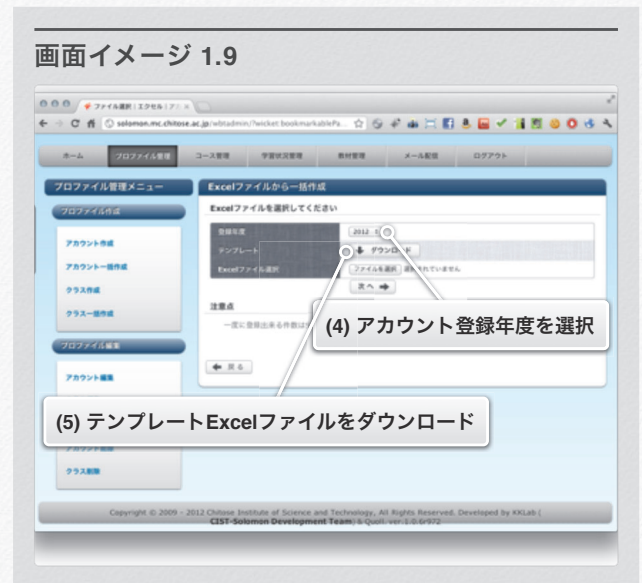 画面イメージ 1.9
ファイル選択 | エクセル | プ
solomon.mc.chitose.ac.jp/wbtadmin/?wicket:bookmarkablePa...
ホーム プロファイル管理 コース管理 学習状況管理 教材管理 メール配信 ログアウト
プロファイル管理メニュー
プロファイル作成
アカウント作成
アカウント一括作成
クラス作成
クラス一括作成
プロファイル編集
アカウント編集
クラス削除
Excelファイルから一括作成
Excelファイルを選択してください
登録年度 2012
テンプレート ダウンロード
Excelファイル選択 ファイルを選択 選択されていません
次へ
注意点
一度に登録出来る件数は
戻る
(4) アカウント登録年度を選択
(5) テンプレートExcelファイルをダウンロード
Copyright © 2009 - 2012 Chitose Institute of Science and Technology, All Rights Reserved. Developed by KKLab (
CIST-Solomon Development Team) & Quoll. ver.1.0.6r972